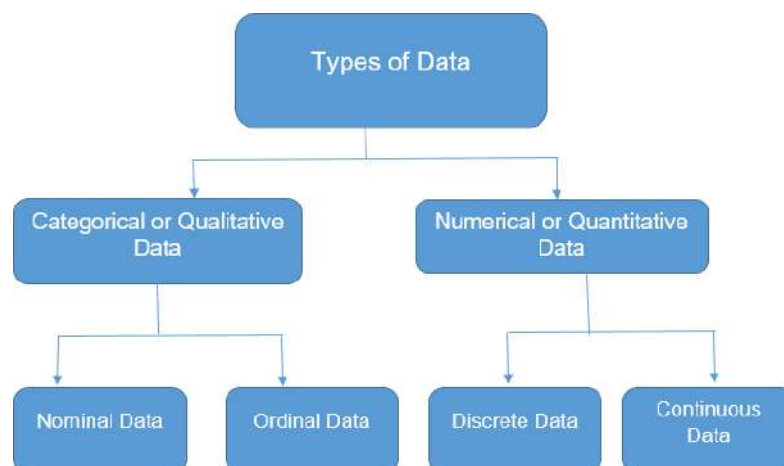 Types of Data
Categorical or Qualitative
Data
Numerical or Quantitative
Data
Nominal Data
Ordinal Data
Discrete Data
Continuous
Data